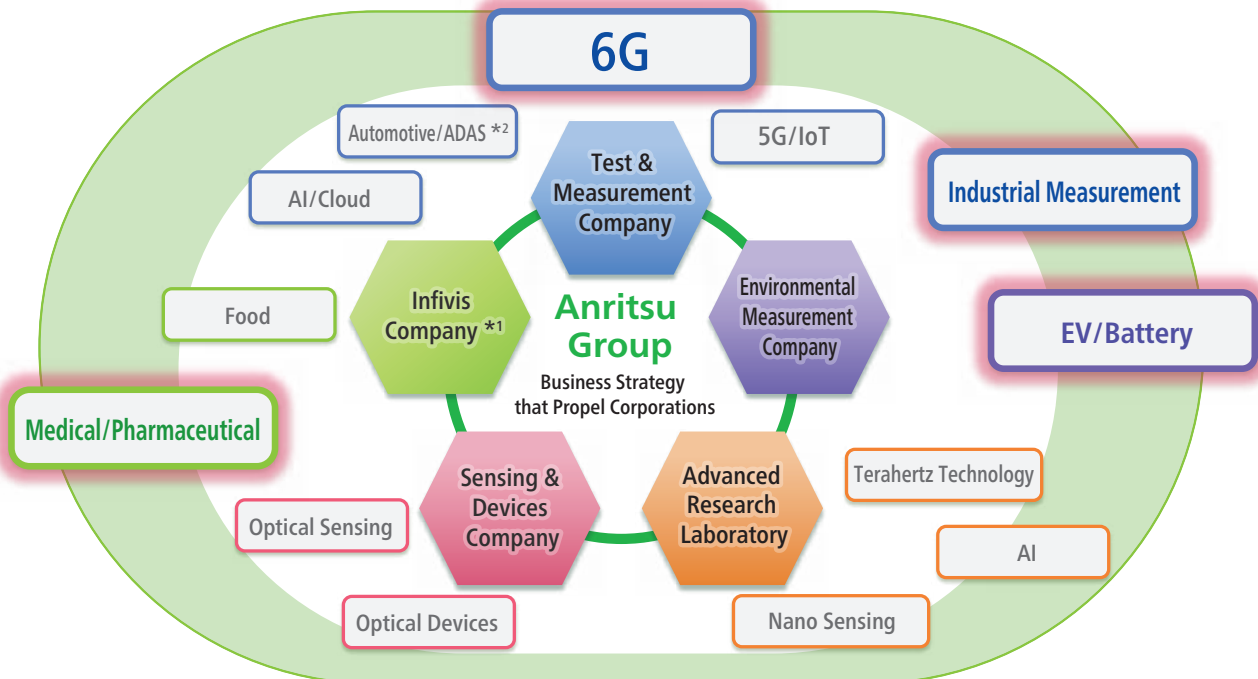 6G
Automotive/ADAS *2
5G/IoT
Test &
Measurement
Company
AI/Cloud
Industrial Measurement
Infivis
Company *1
Environmental
Measurement
Company
Food
Anritsu
Group
EV/Battery
Business Strategy
that Propel Corporations
Medical/Pharmaceutical
Sensing &
Devices
Company
Advanced
Research
Laboratory
Terahertz Technology
Optical Sensing
AI
Optical Devices
Nano Sensing